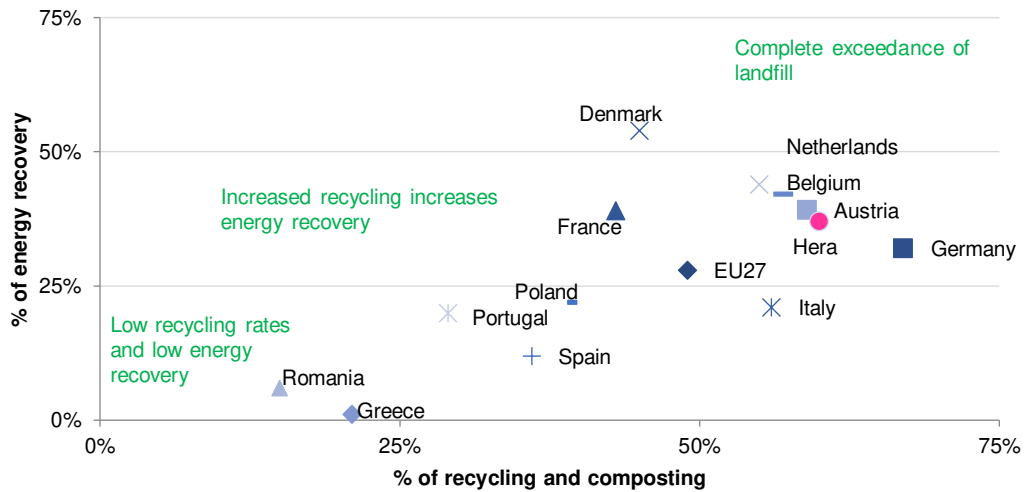 75%
Complete exceedance of
landfill
Denmark
% of energy recovery
50%
Netherlands
Belgium
Increased recycling increases
energy recovery
France
Austria
Hera
Germany
25%
EU27
Poland
Italy
Low recycling rates
and low energy
recovery
Portugal
Spain
Romania
Greece
0%
0%
25%
50%
75%
% of recycling and composting